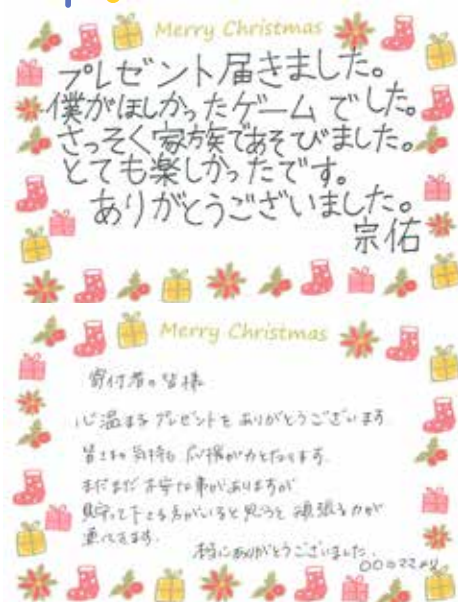 Merry Christmas
プレゼント届きました。
僕がほしかったゲームでした。
さっそく家族であそびました。
とても楽しかったです。
ありがとうございました。
宗佑
Merry Christmas
寄付者の皆様
心温まるプレゼントをありがとうございます
皆さまの気持ち 応援が力となります。
まだまだ不安な事がありますが
見守って下さる方がいると思うと頑張る力が
湧いてきます。
本当にありがとうございました。